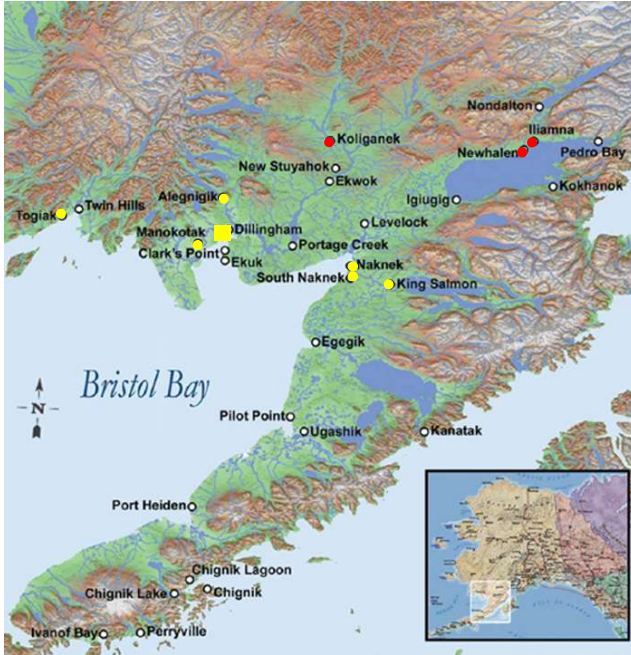 Nondalton
Iliamna
Koliganek
Newhalen
Pedro Bay
New Stuyahok
Ekwok
Kokhanok
Alegnigik
Igiugig
Twin Hills
Togiak
Levelock
Manokotak
Dillingham
Portage Creek
Clark's Point
Ekuk
Naknek
South Naknek
King Salmon
Egegik
Bristol Bay
N
Pilot Point
Ugashik
Kanatak
Port Heiden
Chignik Lagoon
Chignik Lake
Chignik
Ivanof Bay
Perryville